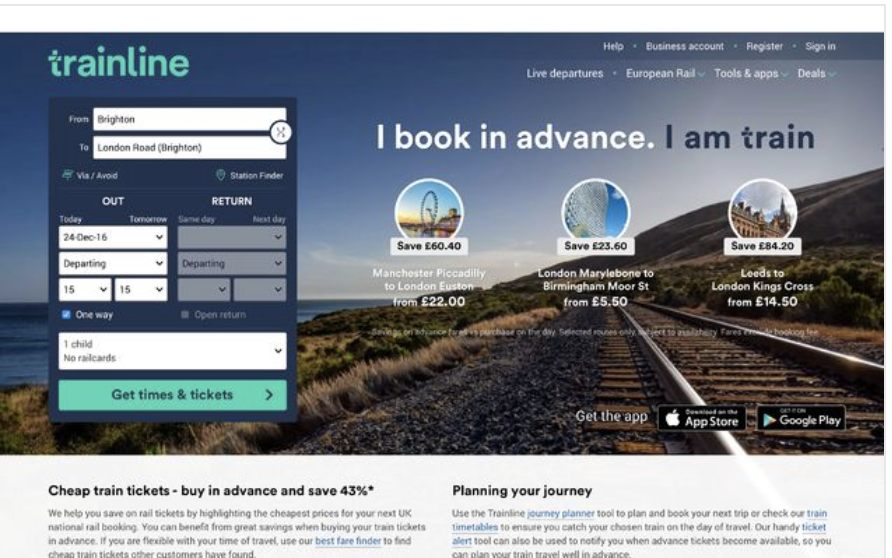 Help • Business account • Register • Sign in
trainline
Live departures • European Rail Tools & apps Deals
From Brighton
To London Road (Brighton)
Via / Avoid Station Finder
OUT RETURN
Today Tomorrow Same day Next day
24-Dec-16
Departing Departing
15 15
One way Open return
1 child
No railcards
Get times & tickets
I book in advance. I am train
Save £60.40
Manchester Piccadilly
to London Euston
from £22.00
Save £23.60
London Marylebone to
Birmingham Moor St
from £5.50
Save £84.20
Leeds to
London Kings Cross
from £14.50
Savings on advance fares vs purchase on the day. Selected routes only, subject to availability. Fares exclude booking fee
Get the app
Download on the
App Store
GET IT ON
Google Play
Cheap train tickets - buy in advance and save 43%*
We help you save on rail tickets by highlighting the cheapest prices for your next UK
national rail booking. You can benefit from great savings when buying your train tickets
in advance. If you are flexible with your time of travel, use our best fare finder to find
cheap train tickets other customers have found.
Planning your journey
Use the Trainline journey planner tool to plan and book your next trip or check our train
timetables to ensure you catch your chosen train on the day of travel. Our handy ticket
alert tool can also be used to notify you when advance tickets become available, so you
can plan your train travel well in advance.